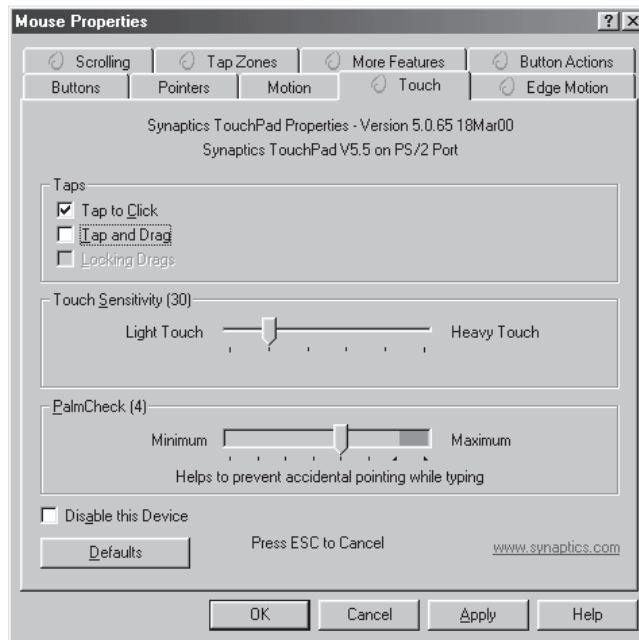 Mouse Properties
Scrolling Tap Zones More Features Button Actions
Buttons Pointers Motion Touch Edge Motion
Synaptics TouchPad Properties - Version 5.0.65 18Mar00
Synaptics TouchPad V5.5 on PS/2 Port
Taps
Tap to Click
Tap and Drag
Locking Drags
Touch Sensitivity (30)
Light Touch Heavy Touch
PalmCheck (4)
Minimum Maximum
Helps to prevent accidental pointing while typing
Disable this Device
Defaults Press ESC to Cancel www.synaptics.com
OK Cancel Apply Help